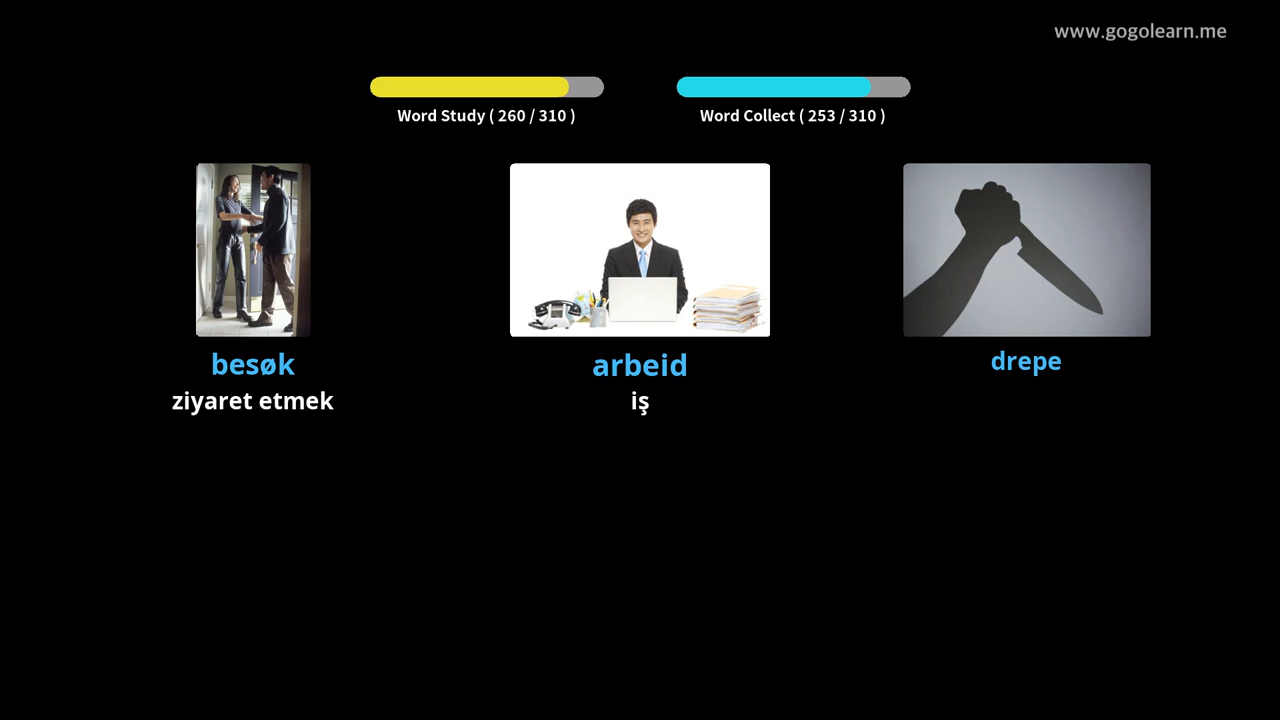 www.gogolearn.me
Word Study ( 260 / 310 )
Word Collect ( 253 / 310 )
besøk
arbeid
drepe
ziyaret etmek
iş